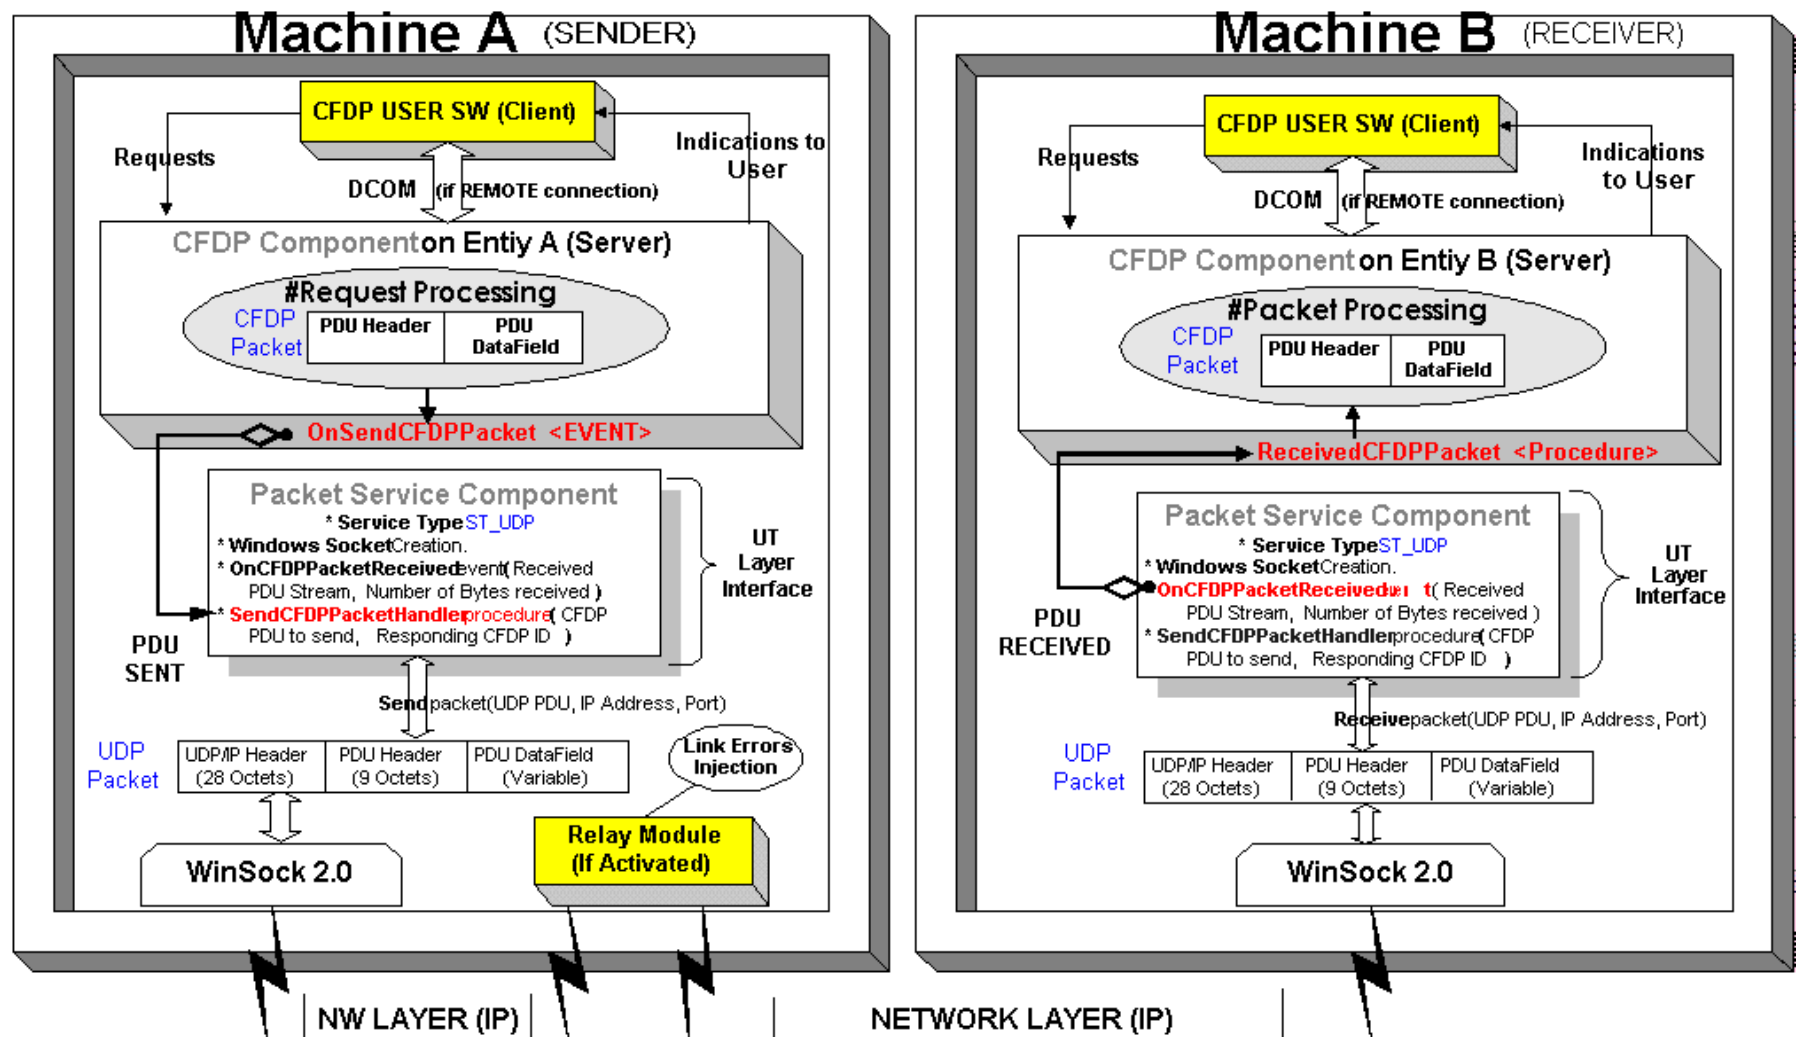 Machine A (SENDER)
CFDP USER SW (Client)
Requests
Indications to
User
DCOM (if REMOTE connection)
CFDP Component on Entiy A (Server)
#Request Processing
CFDP
Packet
PDU Header
PDU
DataField
OnSendCFDPPacket <EVENT>
Packet Service Component
* Service Type ST_UDP
* Windows Socket Creation.
* OnCFDPPacketReceived event( Received
PDU Stream, Number of Bytes received )
* SendCFDPPacketHandler procedure( CFDP
PDU to send, Responding CFDP ID )
UT
Layer
Interface
PDU
SENT
Send packet(UDP PDU, IP Address, Port)
UDP
Packet
UDP/IP Header
(28 Octets)
PDU Header
(9 Octets)
PDU DataField
(Variable)
Link Errors
Injection
WinSock 2.0
Relay Module
(If Activated)
Machine B (RECEIVER)
CFDP USER SW (Client)
Requests
Indications
to User
DCOM (if REMOTE connection)
CFDP Component on Entiy B (Server)
#Packet Processing
CFDP
Packet
PDU Header
PDU
DataField
ReceivedCFDPPacket <Procedure>
Packet Service Component
* Service Type ST_UDP
* Windows Socket Creation.
* OnCFDPPacketReceived ( Received
PDU Stream, Number of Bytes received )
* SendCFDPPacketHandler procedure( CFDP
PDU to send, Responding CFDP ID )
UT
Layer
Interface
PDU
RECEIVED
Receive packet(UDP PDU, IP Address, Port)
UDP
Packet
UDP/IP Header
(28 Octets)
PDU Header
(9 Octets)
PDU DataField
(Variable)
WinSock 2.0
NW LAYER (IP)
NETWORK LAYER (IP)